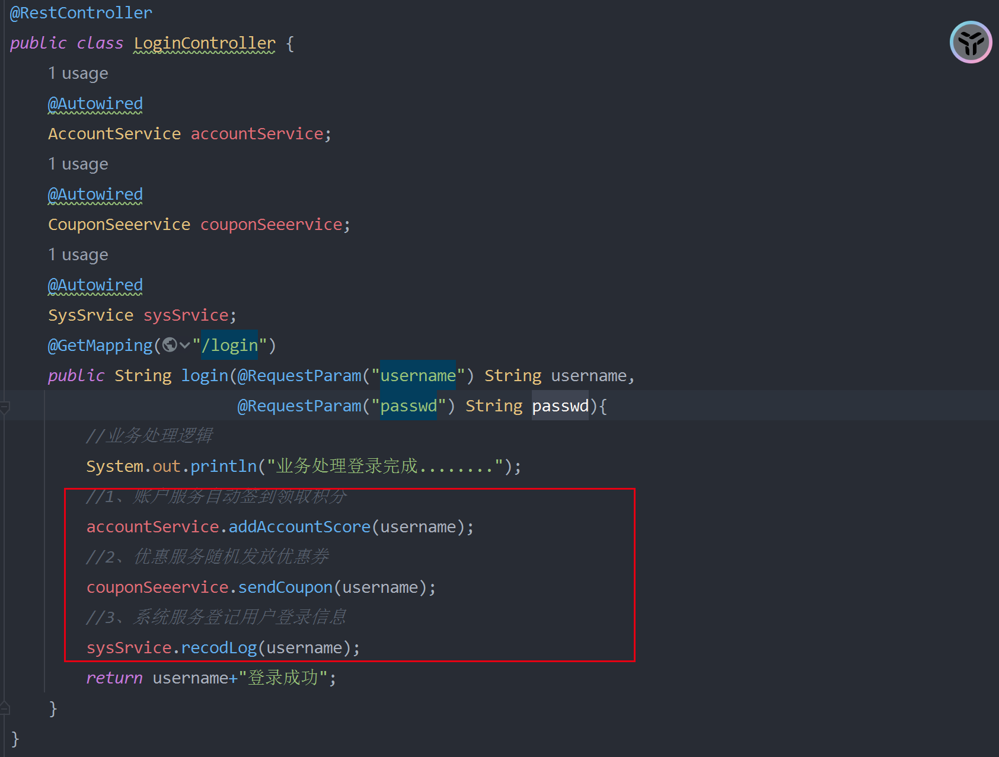 @RestController
public class LoginController {
1 usage
@Autowired
AccountService accountService;
1 usage
@Autowired
CouponSeeervice couponSeeervice;
1 usage
@Autowired
SysSrvice sysSrvice;
@GetMapping("/login")
public String login(@RequestParam("username") String username,
@RequestParam("passwd") String passwd){
//业务处理逻辑
System.out.println("业务处理登录完成........");
//1、账户服务自动签到领取积分
accountService.addAccountScore(username);
//2、优惠服务随机发放优惠券
couponSeeervice.sendCoupon(username);
//3、系统服务登记用户登录信息
sysSrvice.recodLog(username);
return username+"登录成功";
}
}